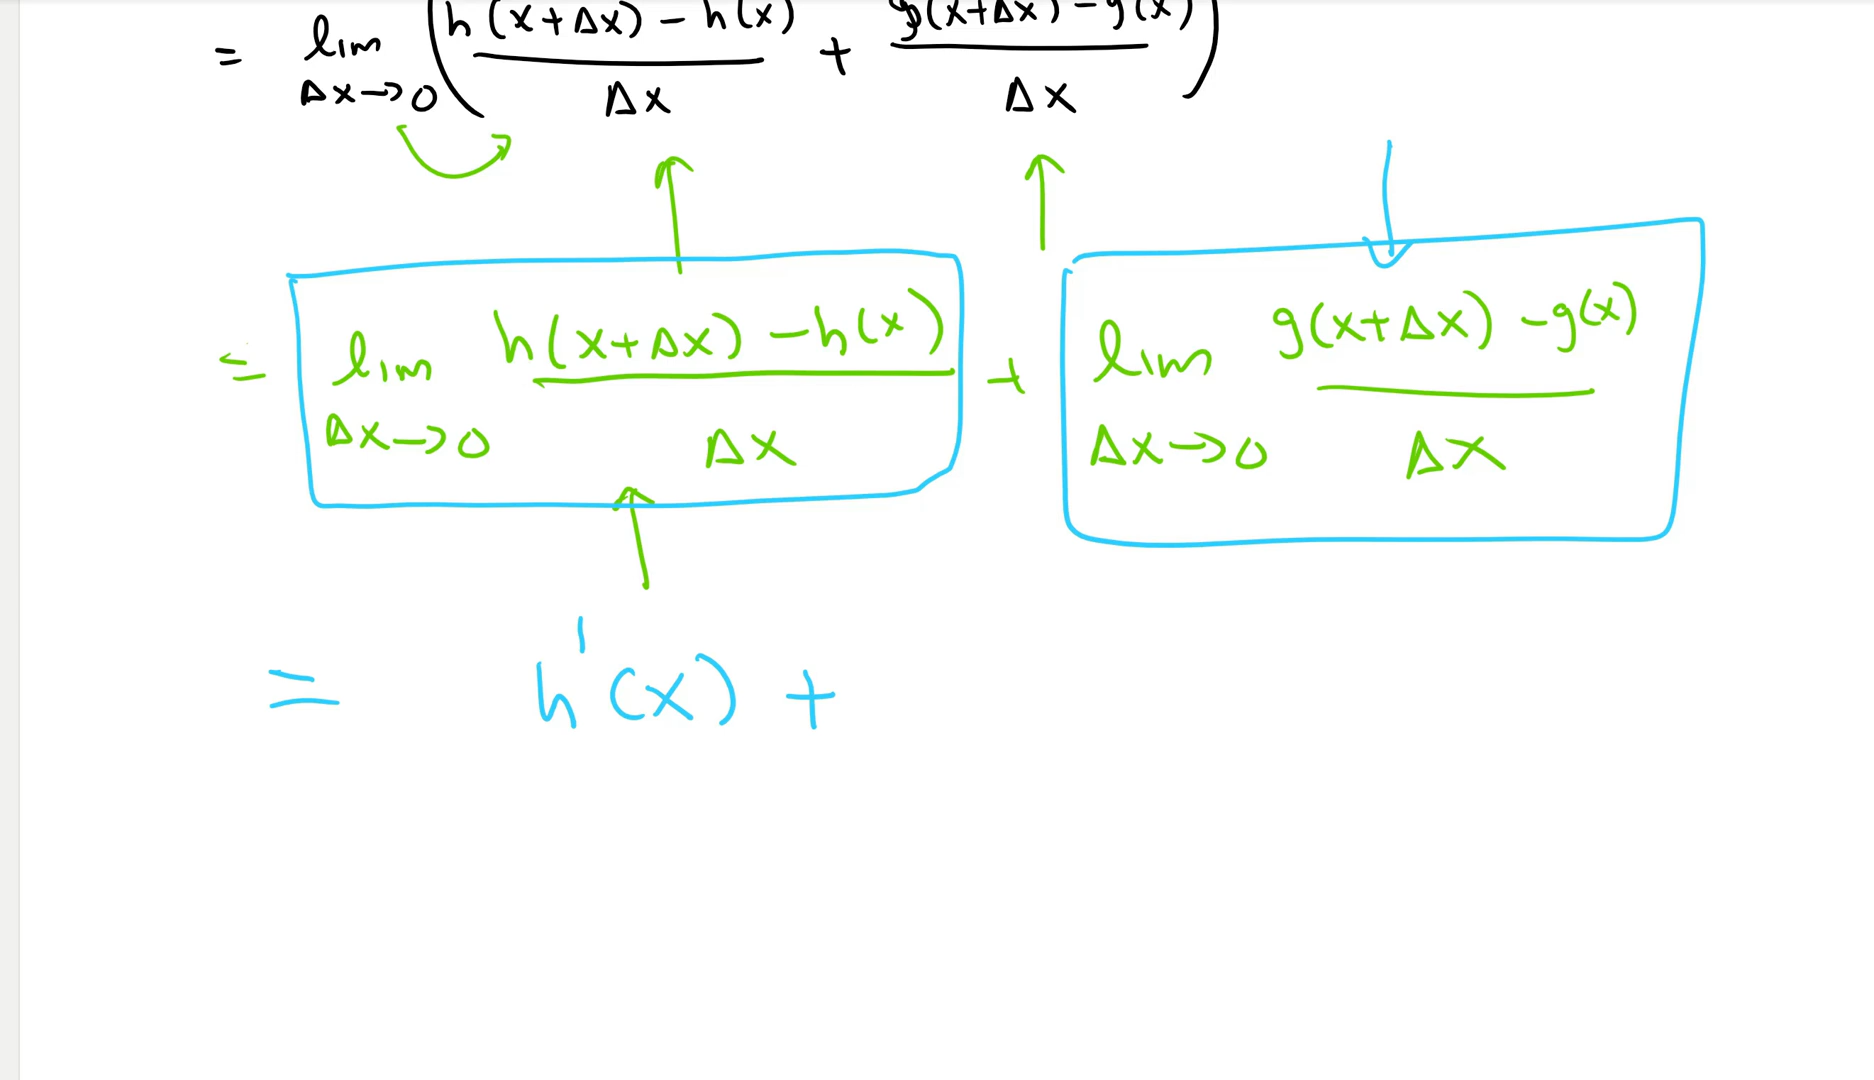 = lim Δx→0 ( h(x+Δx) – h(x) / Δx + g(x+Δx) – g(x) / Δx )
= lim Δx→0 h(x+Δx) – h(x) / Δx + lim Δx→0 g(x+Δx) – g(x) / Δx
= h'(x) +